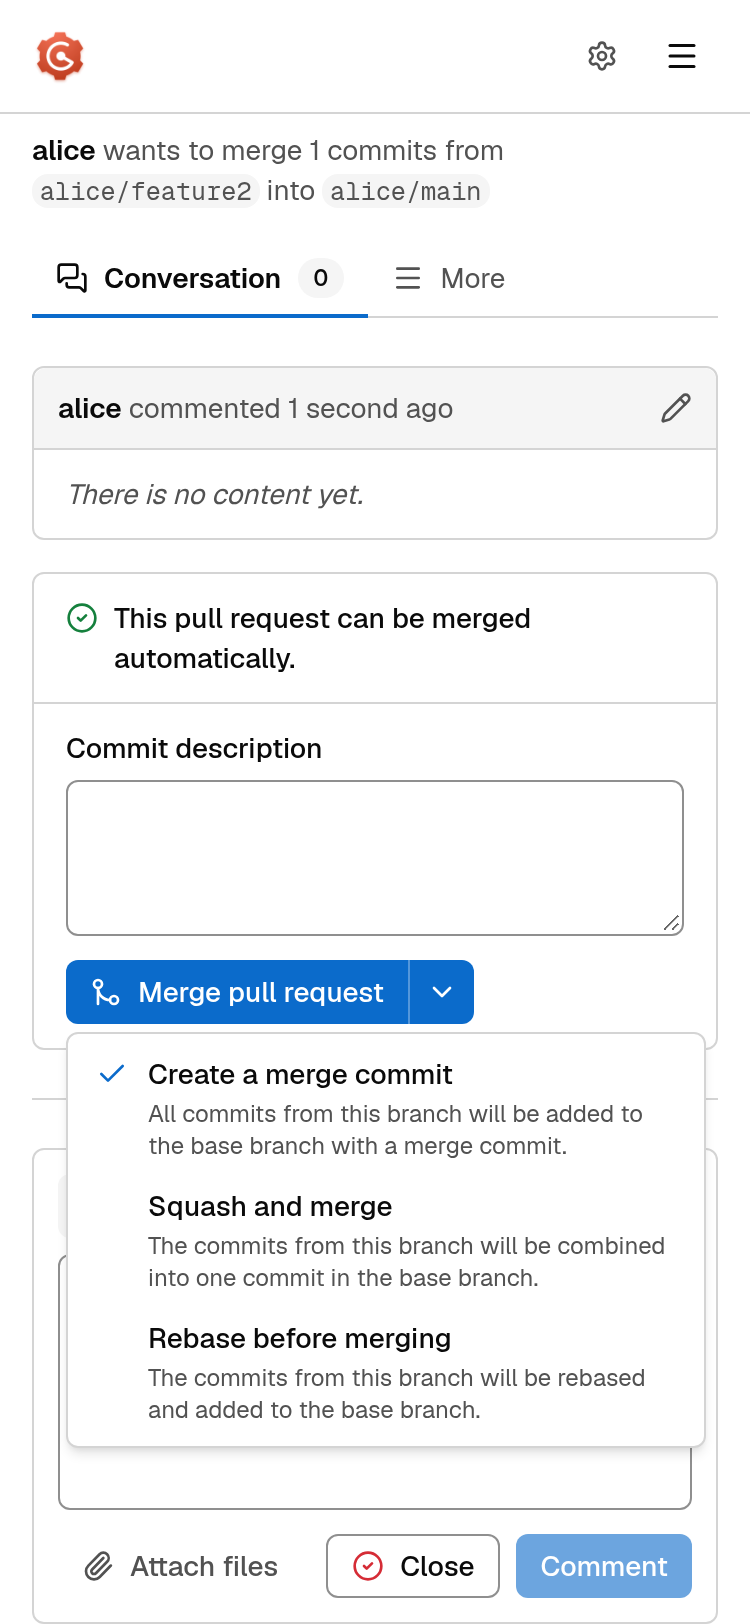 alice wants to merge 1 commits from
alice/feature2 into alice/main
Conversation 0
More
alice commented 1 second ago
There is no content yet.
This pull request can be merged
automatically.
Commit description
Merge pull request
Create a merge commit
All commits from this branch will be added to
the base branch with a merge commit.
Squash and merge
The commits from this branch will be combined
into one commit in the base branch.
Rebase before merging
The commits from this branch will be rebased
and added to the base branch.
Attach files
Close
Comment